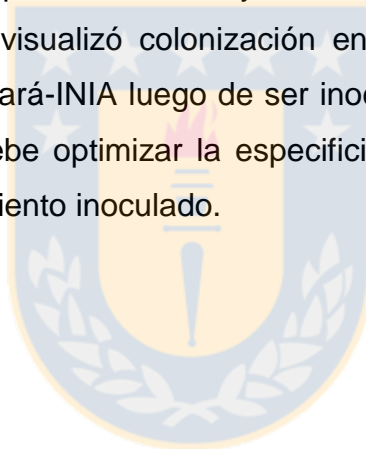 visualizó colonización en
ará-INIA luego de ser inoc
ebe optimizar la especifici
iento inoculado.